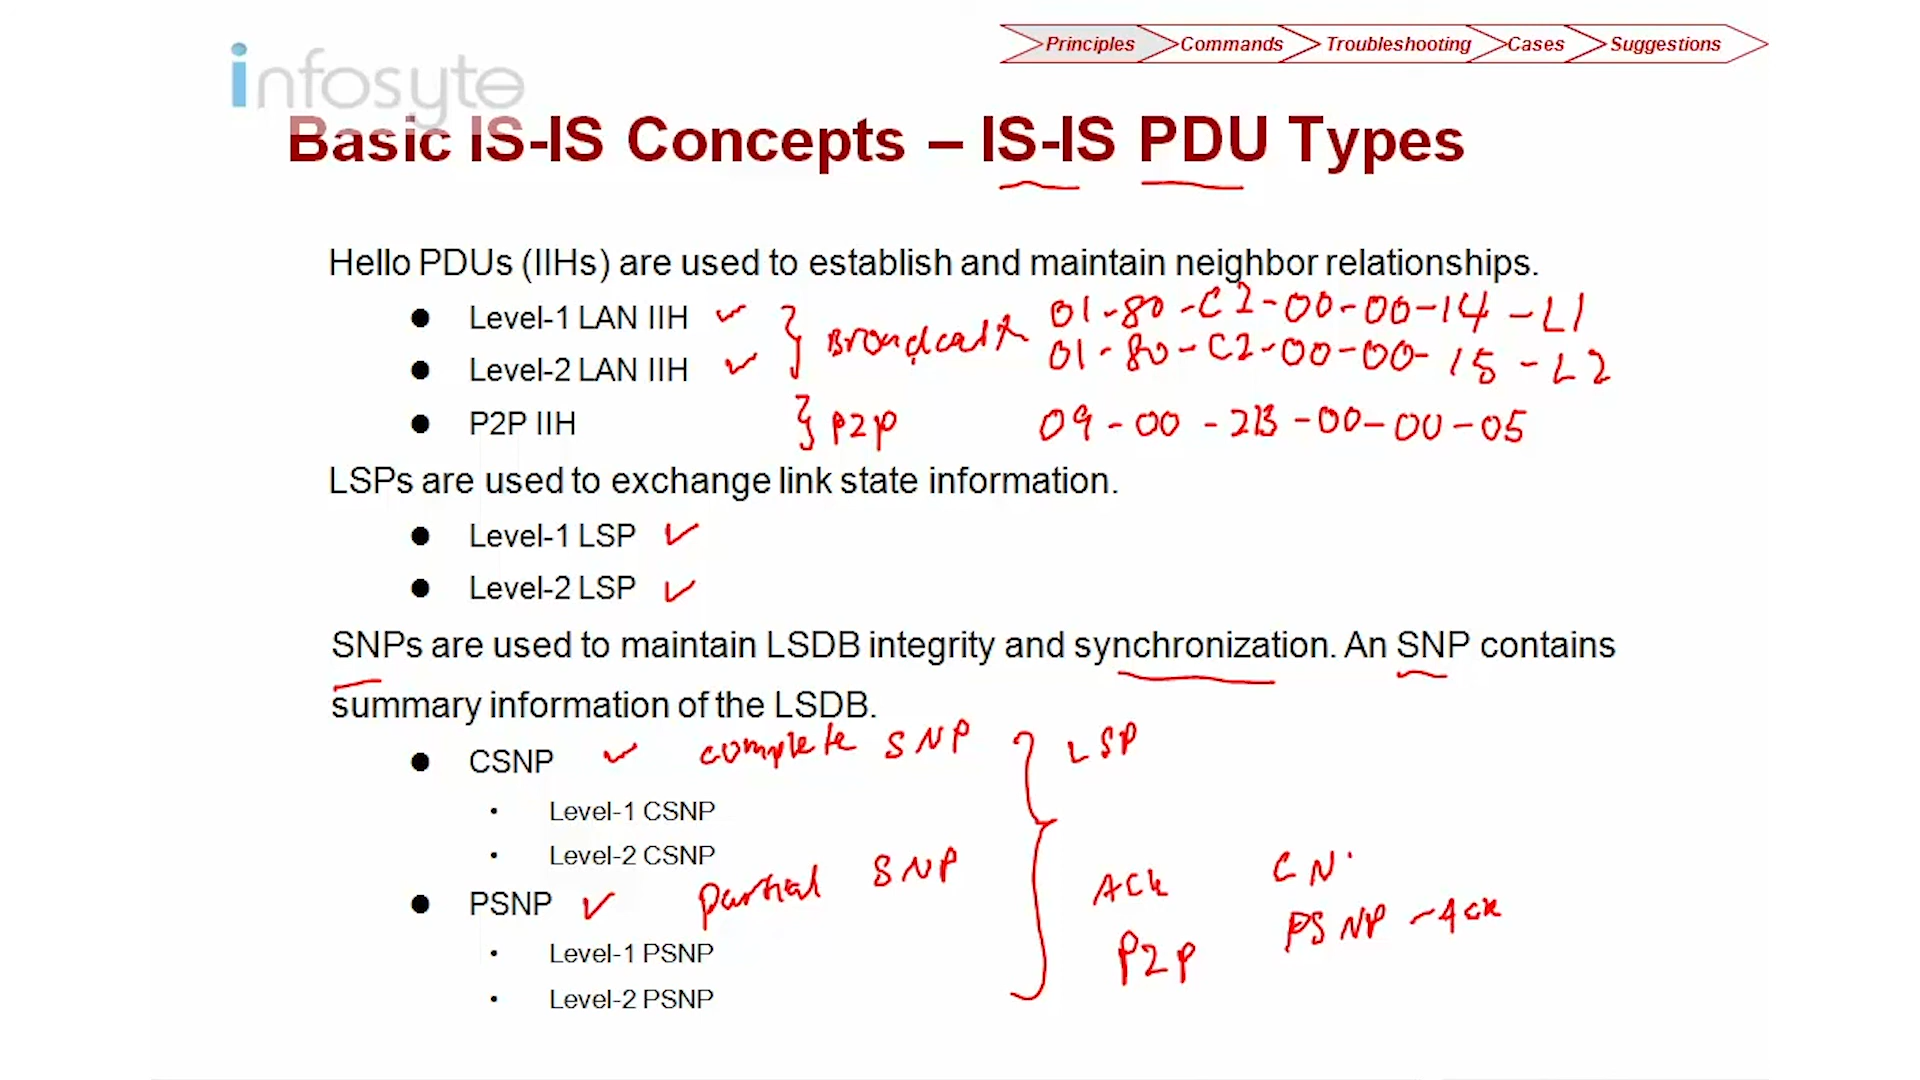 Principles Commands Troubleshooting Cases Suggestions
infosyte
Basic IS-IS Concepts – IS-IS PDU Types
Hello PDUs (IIHs) are used to establish and maintain neighbor relationships.
● Level-1 LAN IIH
● Level-2 LAN IIH
Broadcast
01-80-C2-00-00-14 - L1
01-80-C2-00-00-15 - L2
● P2P IIH P2P 09-00-2B-00-00-05
LSPs are used to exchange link state information.
● Level-1 LSP
● Level-2 LSP
SNPs are used to maintain LSDB integrity and synchronization. An SNP contains
summary information of the LSDB.
● CSNP complete SNP LSP
• Level-1 CSNP
• Level-2 CSNP
● PSNP Partial SNP ACK CN
• Level-1 PSNP P2P PSNP - ACK
• Level-2 PSNP